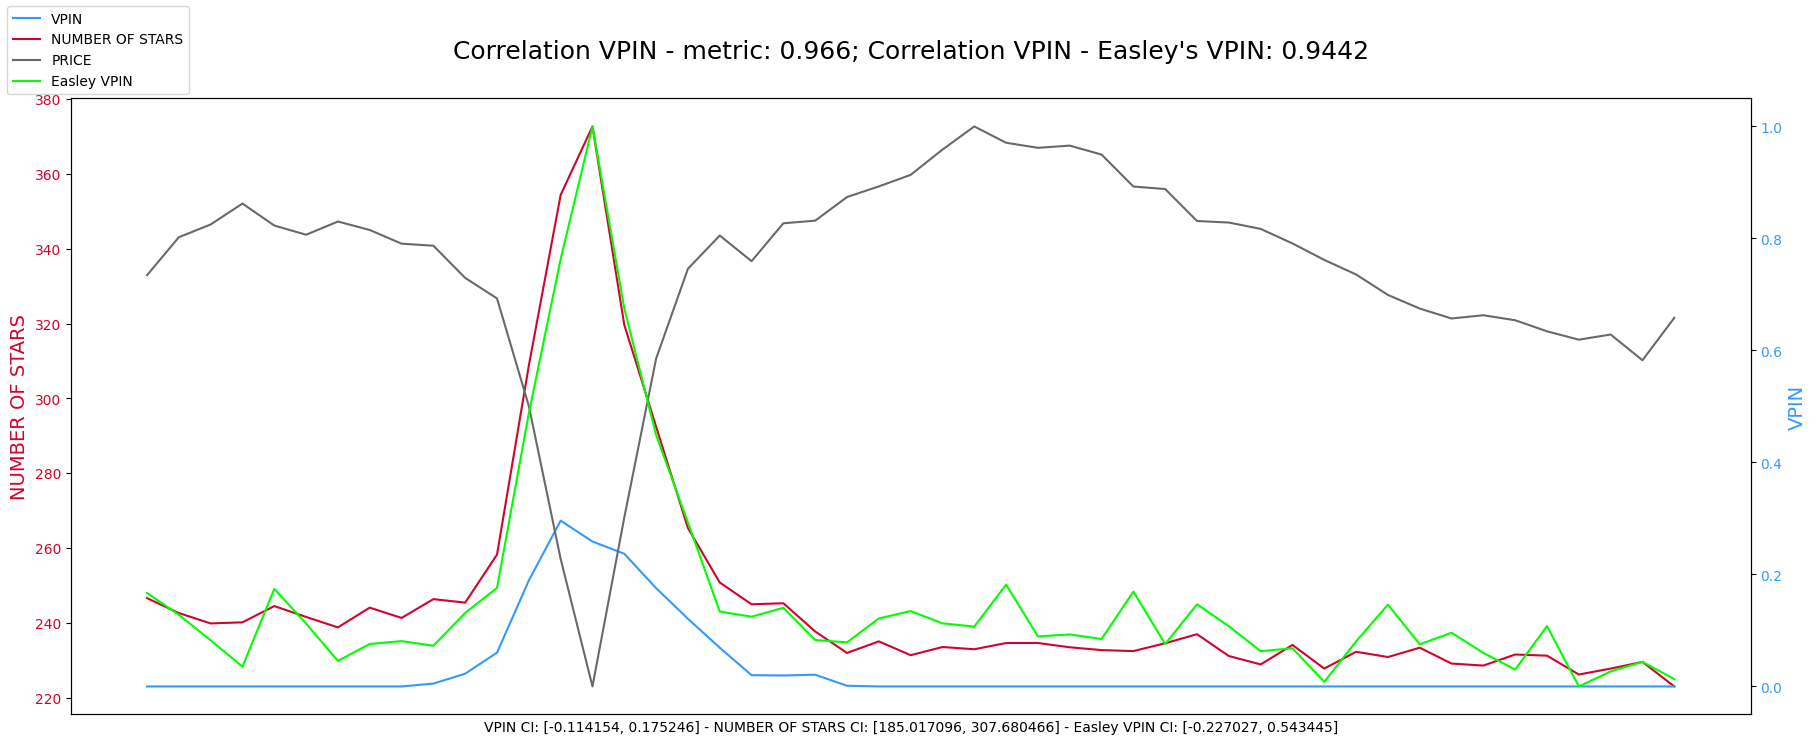 VPIN
NUMBER OF STARS
PRICE
Easley VPIN
Correlation VPIN - metric: 0.966; Correlation VPIN - Easley's VPIN: 0.9442
380
360
340
320
300
280
260
240
220
NUMBER OF STARS
1.0
0.8
0.6
0.4
0.2
0.0
VPIN
VPIN CI: [-0.114154, 0.175246] - NUMBER OF STARS CI: [185.017096, 307.680466] - Easley VPIN CI: [-0.227027, 0.543445]